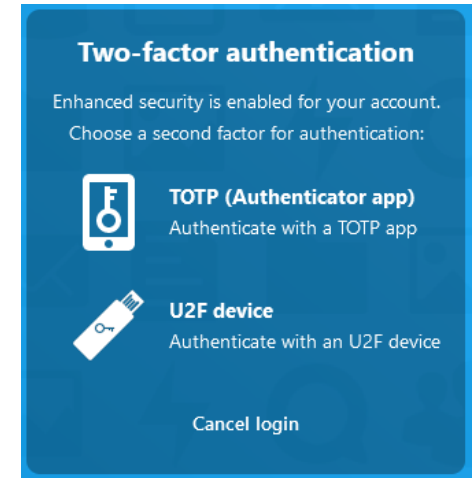 Two-factor authentication
Enhanced security is enabled for your account.
Choose a second factor for authentication:
TOTP (Authenticator app)
Authenticate with a TOTP app
U2F device
Authenticate with an U2F device
Cancel login